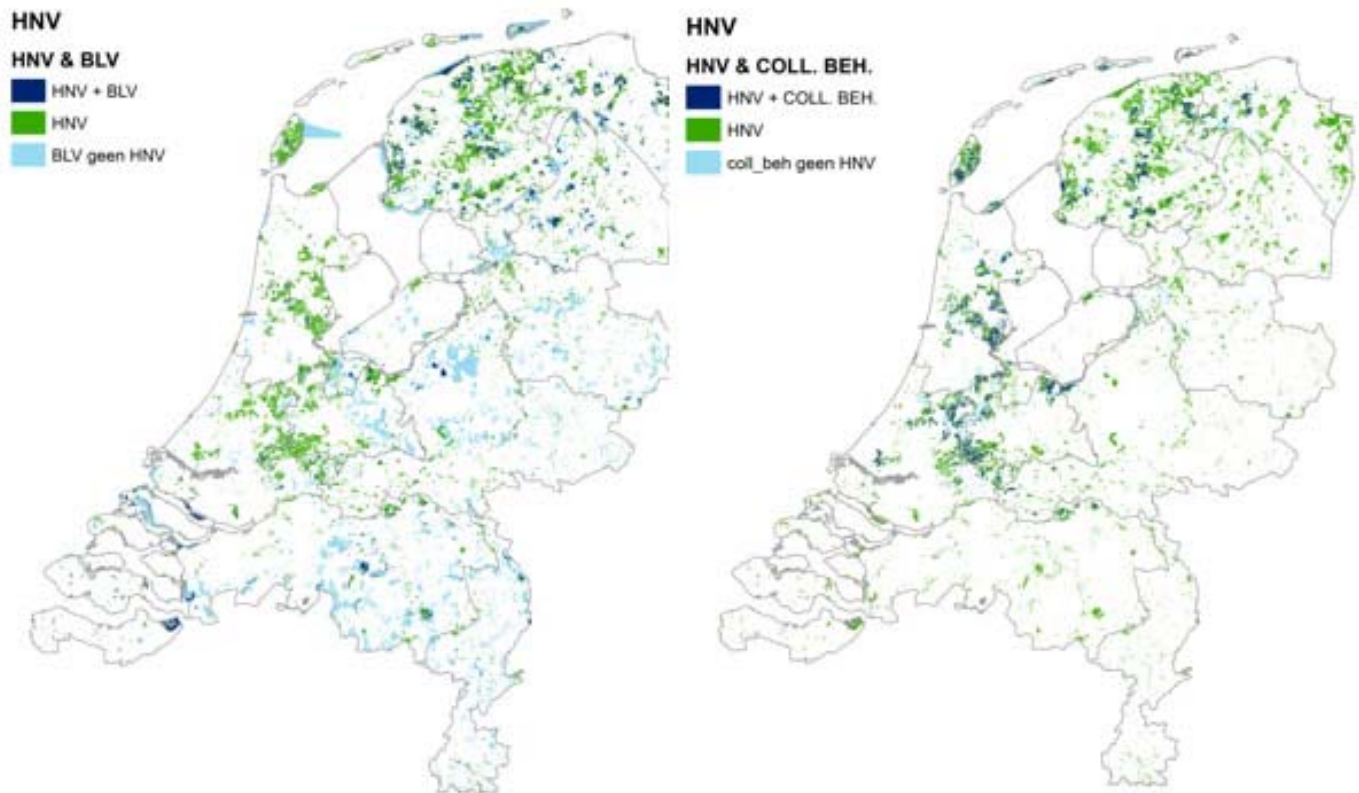 HNV
HNV & BLV
HNV + BLV
HNV
BLV geen HNV
HNV
HNV & COLL. BEH.
HNV + COLL. BEH.
HNV
coll_beh geen HNV